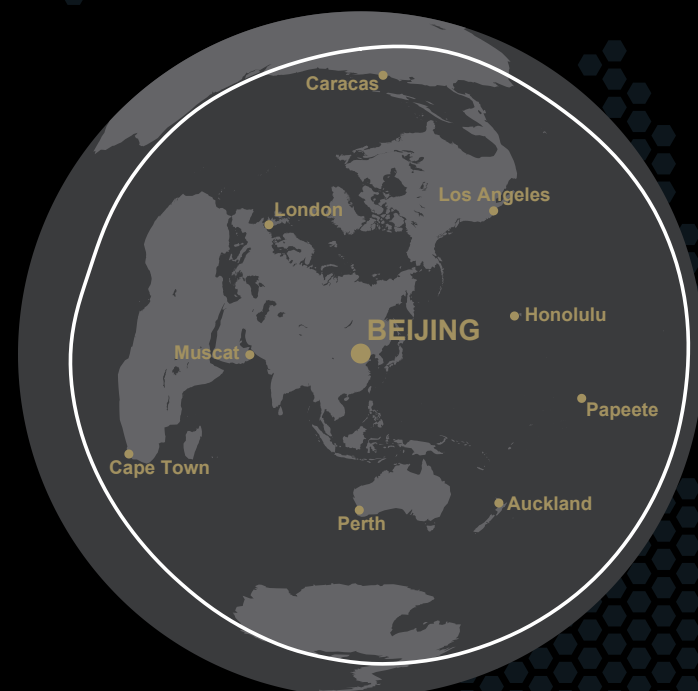 Caracas
Los Angeles
London
Honolulu
BEIJING
Muscat
Papeete
Cape Town
Auckland
Perth